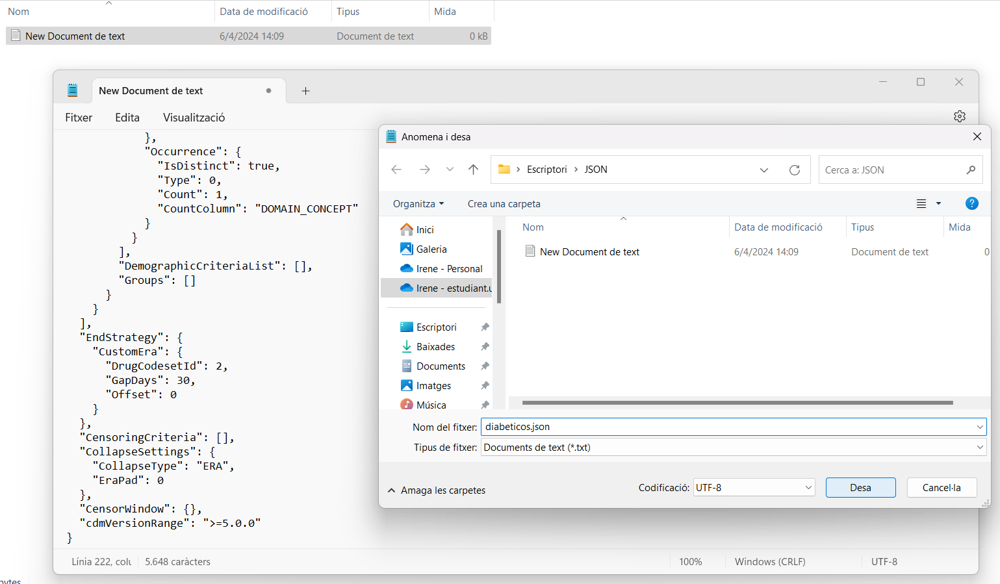 Nom Data de modificació Tipus Mida
New Document de text 6/4/2024 14:09 Document de text 0 kB
New Document de text
Fitxer Edita Visualització
},
"Occurrence": {
"IsDistinct": true,
"Type": 0,
"Count": 1,
"CountColumn": "DOMAIN_CONCEPT"
}
}
],
"DemographicCriteriaList": [],
"Groups": []
}
}
],
"EndStrategy": {
"CustomEra": {
"DrugCodesetId": 2,
"GapDays": 30,
"Offset": 0
}
},
"CensoringCriteria": [],
"CollapseSettings": {
"CollapseType": "ERA",
"EraPad": 0
},
"CensorWindow": {},
"cdmVersionRange": ">=5.0.0"
}
Línia 222, colu 5.648 caràcters 100% Windows (CRLF) UTF-8
Anomena i desa
Escriptori > JSON
Cerca a: JSON
Organitza Crea una carpeta
?
Inici
Galeria
Irene - Personal
Irene - estudiant.u
Escriptori
Baixades
Documents
Imatges
Música
Nom Data de modificació Tipus Mida
New Document de text 6/4/2024 14:09 Document de text 0
Nom del fitxer: diabeticos.json
Tipus de fitxer: Documents de text (*.txt)
Amaga les carpetes Codificació: UTF-8 Desa Cancel·la